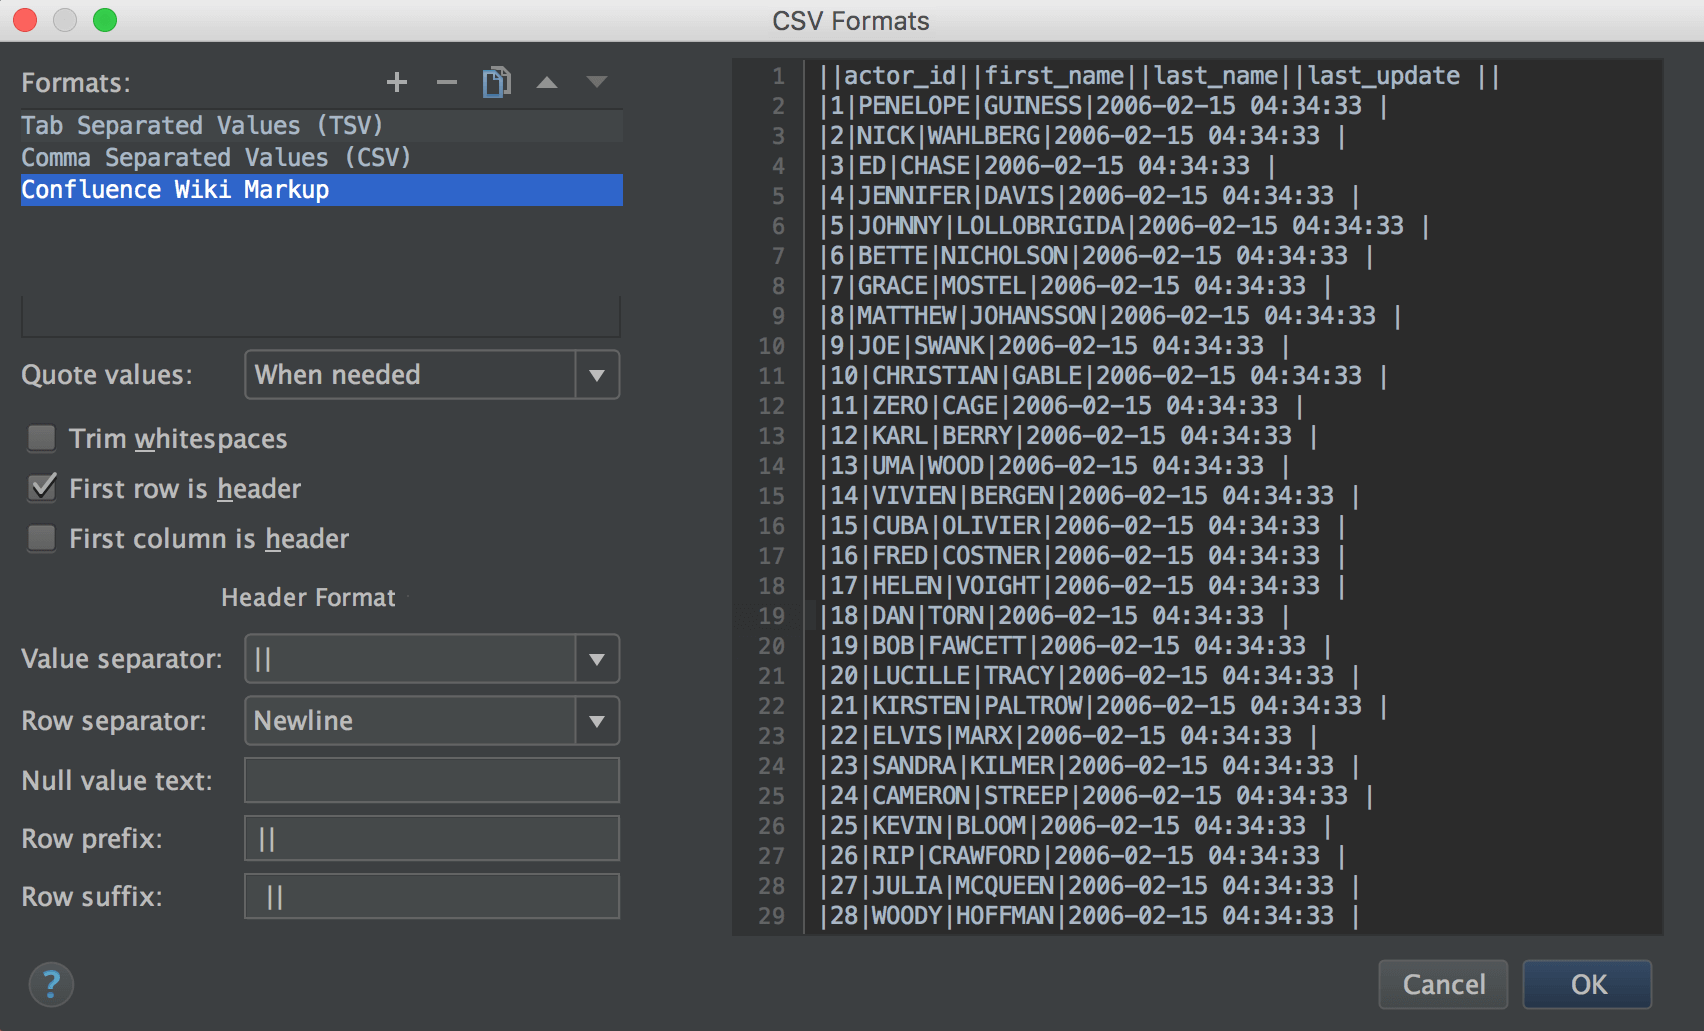 CSV Formats
Formats:
Tab Separated Values (TSV)
Comma Separated Values (CSV)
Confluence Wiki Markup
Quote values: When needed
Trim whitespaces
First row is header
First column is header
Header Format
Value separator: ||
Row separator: Newline
Null value text:
Row prefix: ||
Row suffix: ||
?
1 ||actor_id||first_name||last_name||last_update ||
2 |1|PENELOPE|GUINESS|2006-02-15 04:34:33 |
3 |2|NICK|WAHLBERG|2006-02-15 04:34:33 |
4 |3|ED|CHASE|2006-02-15 04:34:33 |
5 |4|JENNIFER|DAVIS|2006-02-15 04:34:33 |
6 |5|JOHNNY|LOLLOBRIGIDA|2006-02-15 04:34:33 |
7 |6|BETTE|NICHOLSON|2006-02-15 04:34:33 |
8 |7|GRACE|MOSTEL|2006-02-15 04:34:33 |
9 |8|MATTHEW|JOHANSSON|2006-02-15 04:34:33 |
10 |9|JOE|SWANK|2006-02-15 04:34:33 |
11 |10|CHRISTIAN|GABLE|2006-02-15 04:34:33 |
12 |11|ZERO|CAGE|2006-02-15 04:34:33 |
13 |12|KARL|BERRY|2006-02-15 04:34:33 |
14 |13|UMA|WOOD|2006-02-15 04:34:33 |
15 |14|VIVIEN|BERGEN|2006-02-15 04:34:33 |
16 |15|CUBA|OLIVIER|2006-02-15 04:34:33 |
17 |16|FRED|COSTNER|2006-02-15 04:34:33 |
18 |17|HELEN|VOIGHT|2006-02-15 04:34:33 |
19 |18|DAN|TORN|2006-02-15 04:34:33 |
20 |19|BOB|FAWCETT|2006-02-15 04:34:33 |
21 |20|LUCILLE|TRACY|2006-02-15 04:34:33 |
22 |21|KIRSTEN|PALTROW|2006-02-15 04:34:33 |
23 |22|ELVIS|MARX|2006-02-15 04:34:33 |
24 |23|SANDRA|KILMER|2006-02-15 04:34:33 |
25 |24|CAMERON|STREEP|2006-02-15 04:34:33 |
26 |25|KEVIN|BLOOM|2006-02-15 04:34:33 |
27 |26|RIP|CRAWFORD|2006-02-15 04:34:33 |
28 |27|JULIA|MCQUEEN|2006-02-15 04:34:33 |
29 |28|WOODY|HOFFMAN|2006-02-15 04:34:33 |
Cancel OK